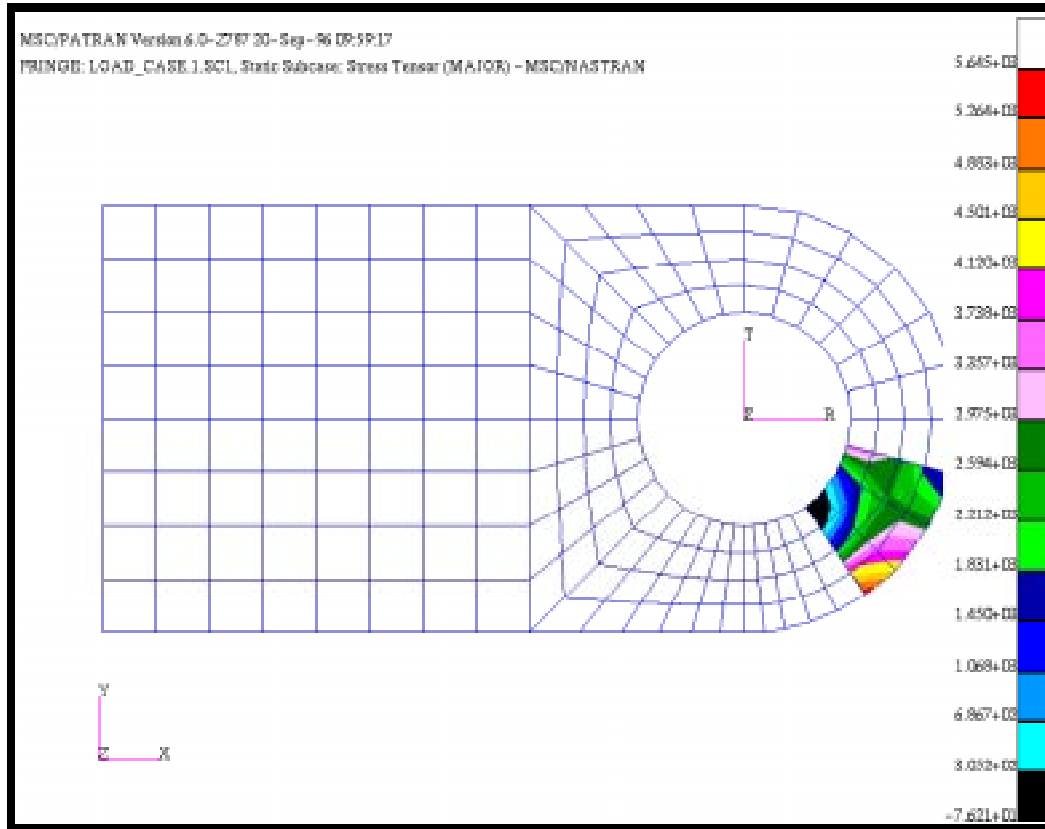 MSC/PATRAN Version 6.0-2787 20-Sep-96 09:59:17
FRINGE: LOAD_CASE.1.SC1, Static Subcase: Stress Tensor (MAJOR) -MSC/NASTRAN
5.645+03
5.264+03
4.883+03
4.501+03
4.120+03
3.738+03
3.357+03
2.975+03
2.594+03
2.212+03
1.831+03
1.450+03
1.068+03
6.867+02
3.052+02
-7.621+01
T
Z R
Y
Z X